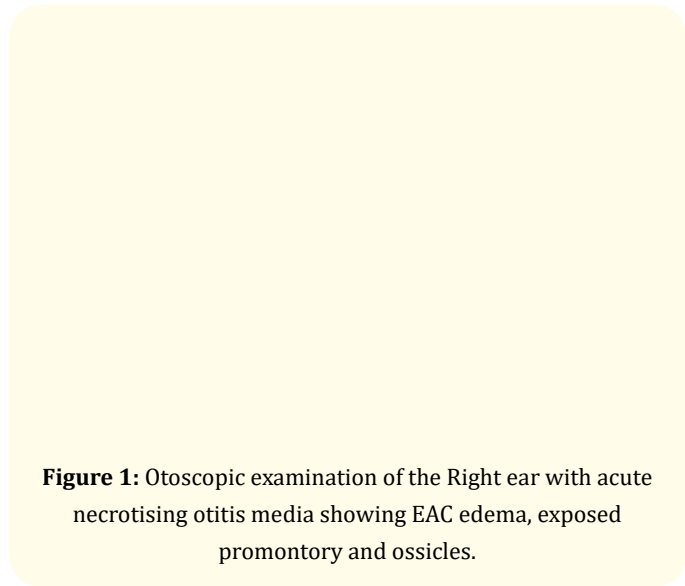 Figure 1: Otoscopic examination of the Right ear with acute
necrotising otitis media showing EAC edema, exposed
promontory and ossicles.